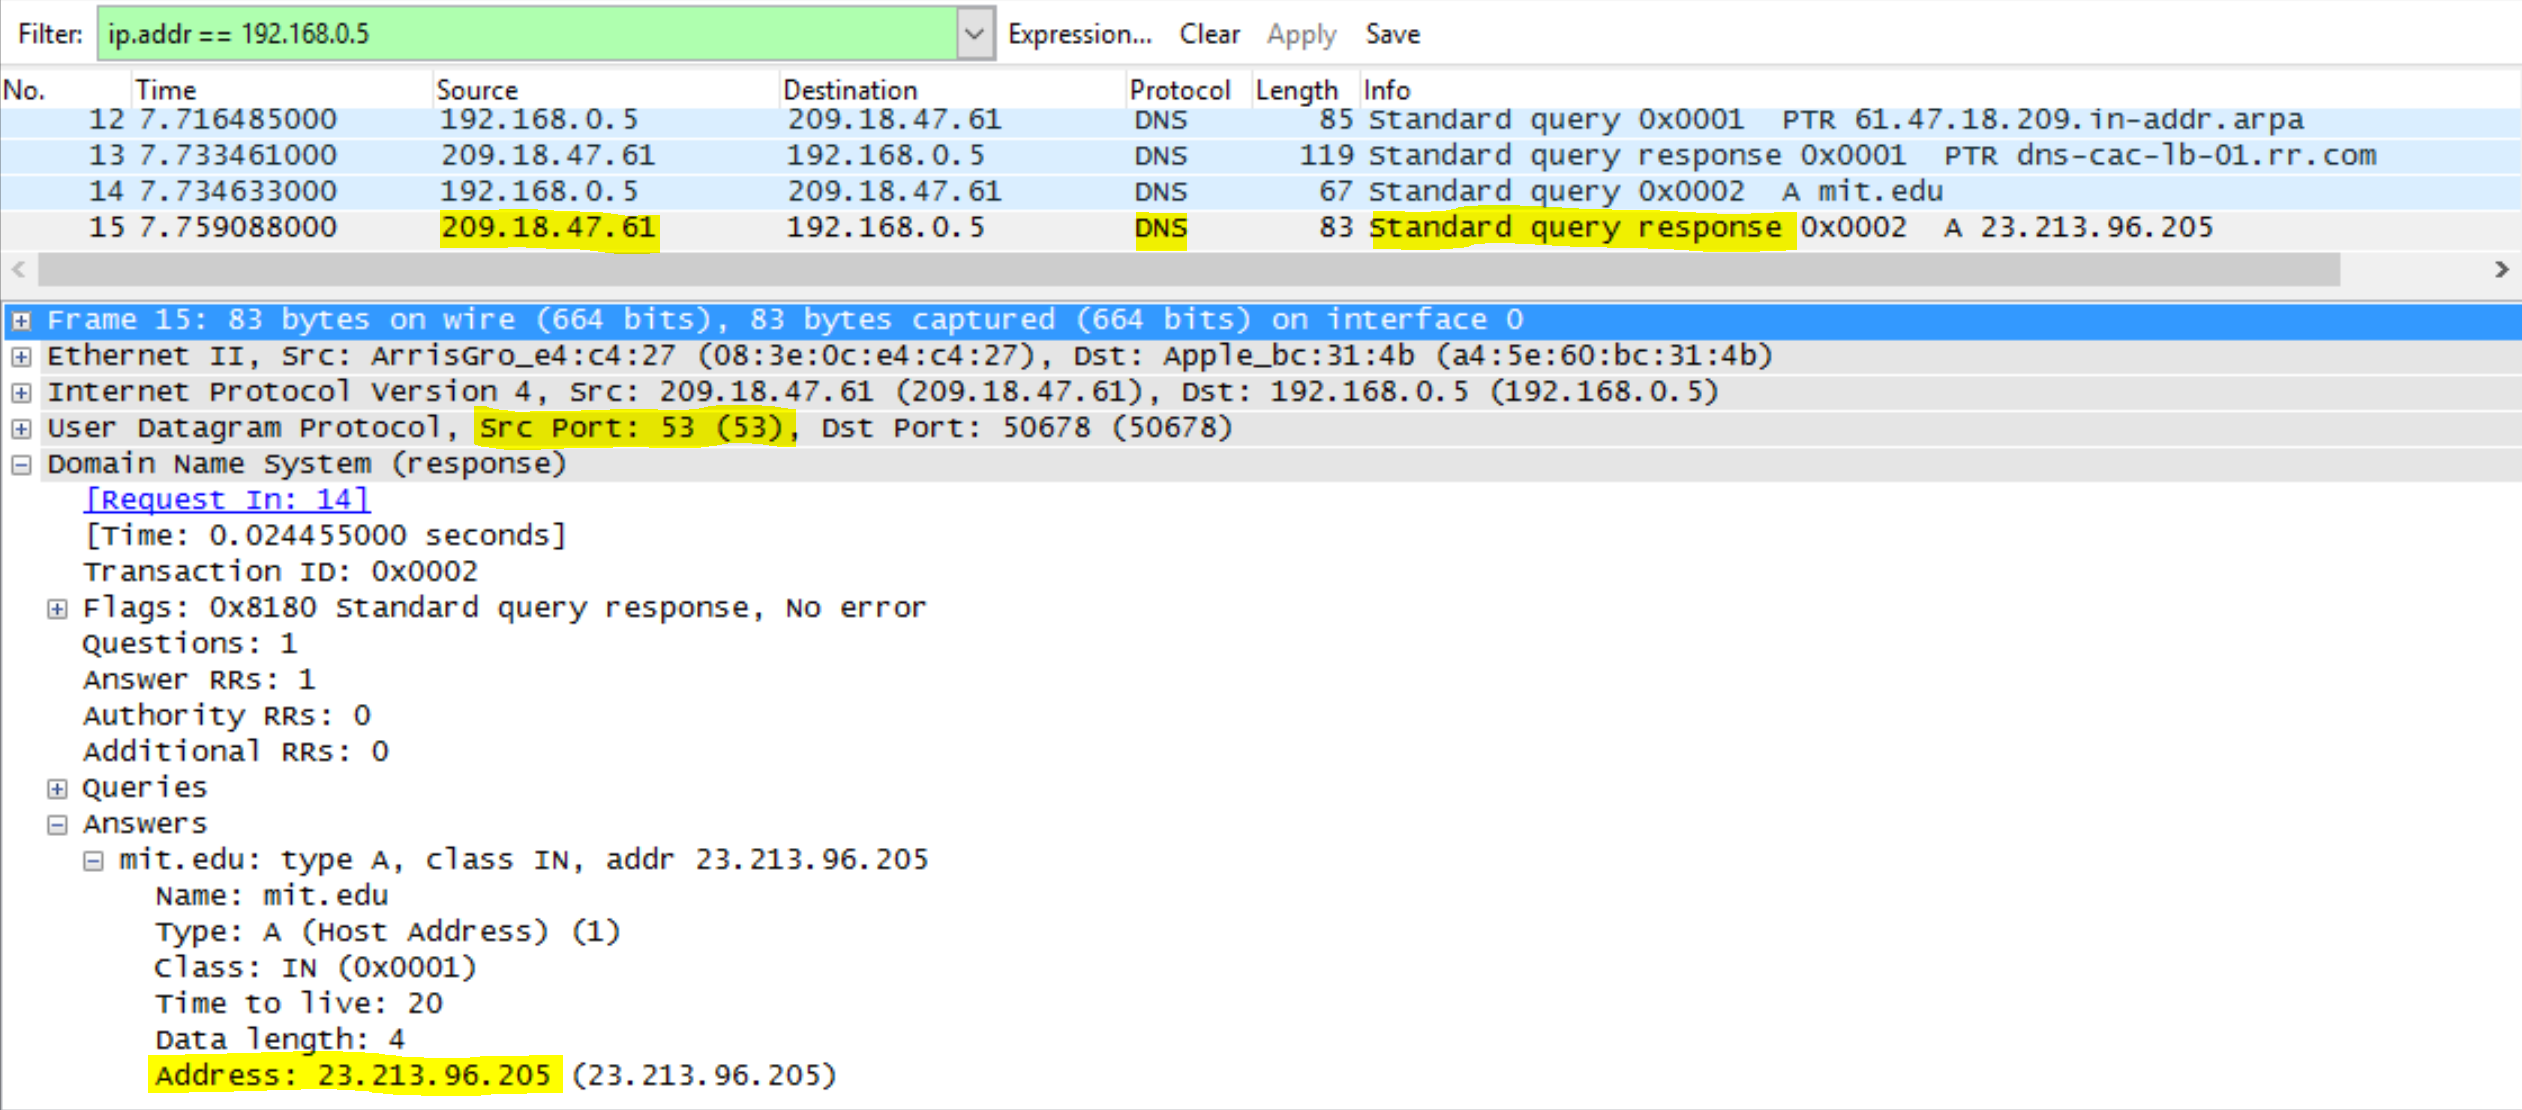 Filter: ip.addr == 192.168.0.5 Expression... Clear Apply Save
No. Time Source Destination Protocol Length Info
12 7.716485000 192.168.0.5 209.18.47.61 DNS 85 Standard query 0x0001 PTR 61.47.18.209.in-addr.arpa
13 7.733461000 209.18.47.61 192.168.0.5 DNS 119 Standard query response 0x0001 PTR dns-cac-lb-01.rr.com
14 7.734633000 192.168.0.5 209.18.47.61 DNS 67 Standard query 0x0002 A mit.edu
15 7.759088000 209.18.47.61 192.168.0.5 DNS 83 Standard query response 0x0002 A 23.213.96.205
Frame 15: 83 bytes on wire (664 bits), 83 bytes captured (664 bits) on interface 0
Ethernet II, Src: ArrisGro_e4:c4:27 (08:3e:0c:e4:c4:27), Dst: Apple_bc:31:4b (a4:5e:60:bc:31:4b)
Internet Protocol Version 4, Src: 209.18.47.61 (209.18.47.61), Dst: 192.168.0.5 (192.168.0.5)
User Datagram Protocol, Src Port: 53 (53), Dst Port: 50678 (50678)
Domain Name System (response)
[Request In: 14]
[Time: 0.024455000 seconds]
Transaction ID: 0x0002
Flags: 0x8180 Standard query response, No error
Questions: 1
Answer RRs: 1
Authority RRs: 0
Additional RRs: 0
Queries
Answers
mit.edu: type A, class IN, addr 23.213.96.205
Name: mit.edu
Type: A (Host Address) (1)
Class: IN (0x0001)
Time to live: 20
Data length: 4
Address: 23.213.96.205 (23.213.96.205)